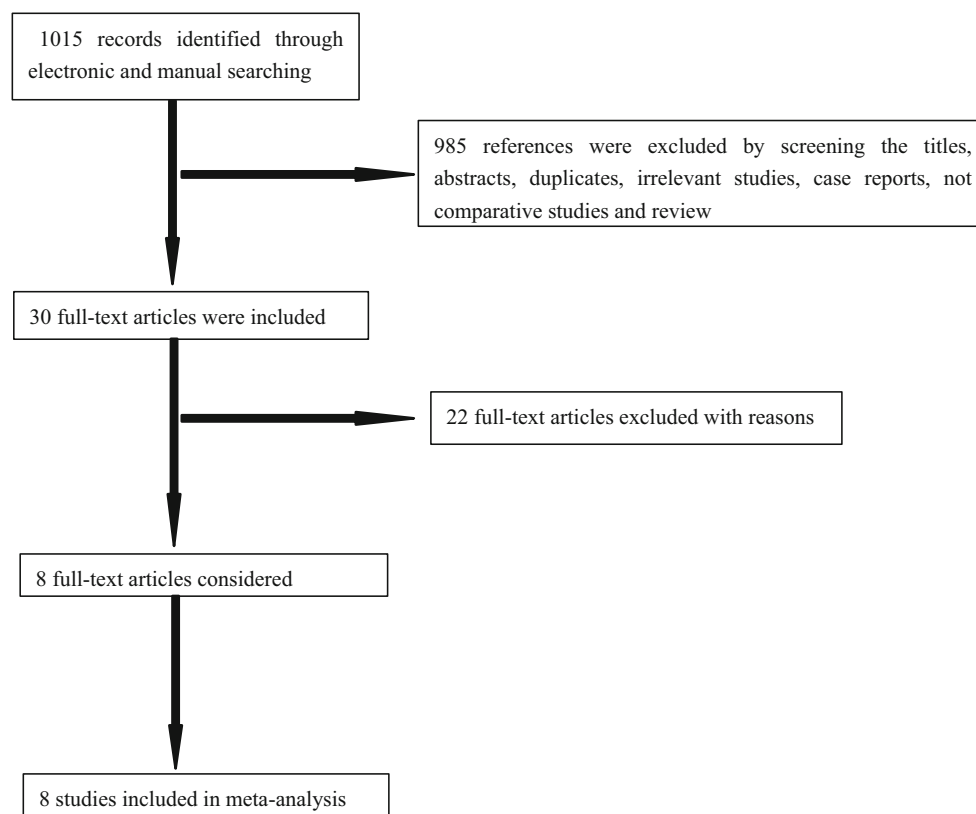 1015 records identified through
electronic and manual searching
985 references were excluded by screening the titles,
abstracts, duplicates, irrelevant studies, case reports, not
comparative studies and review
30 full-text articles were included
22 full-text articles excluded with reasons
8 full-text articles considered
8 studies included in meta-analysis